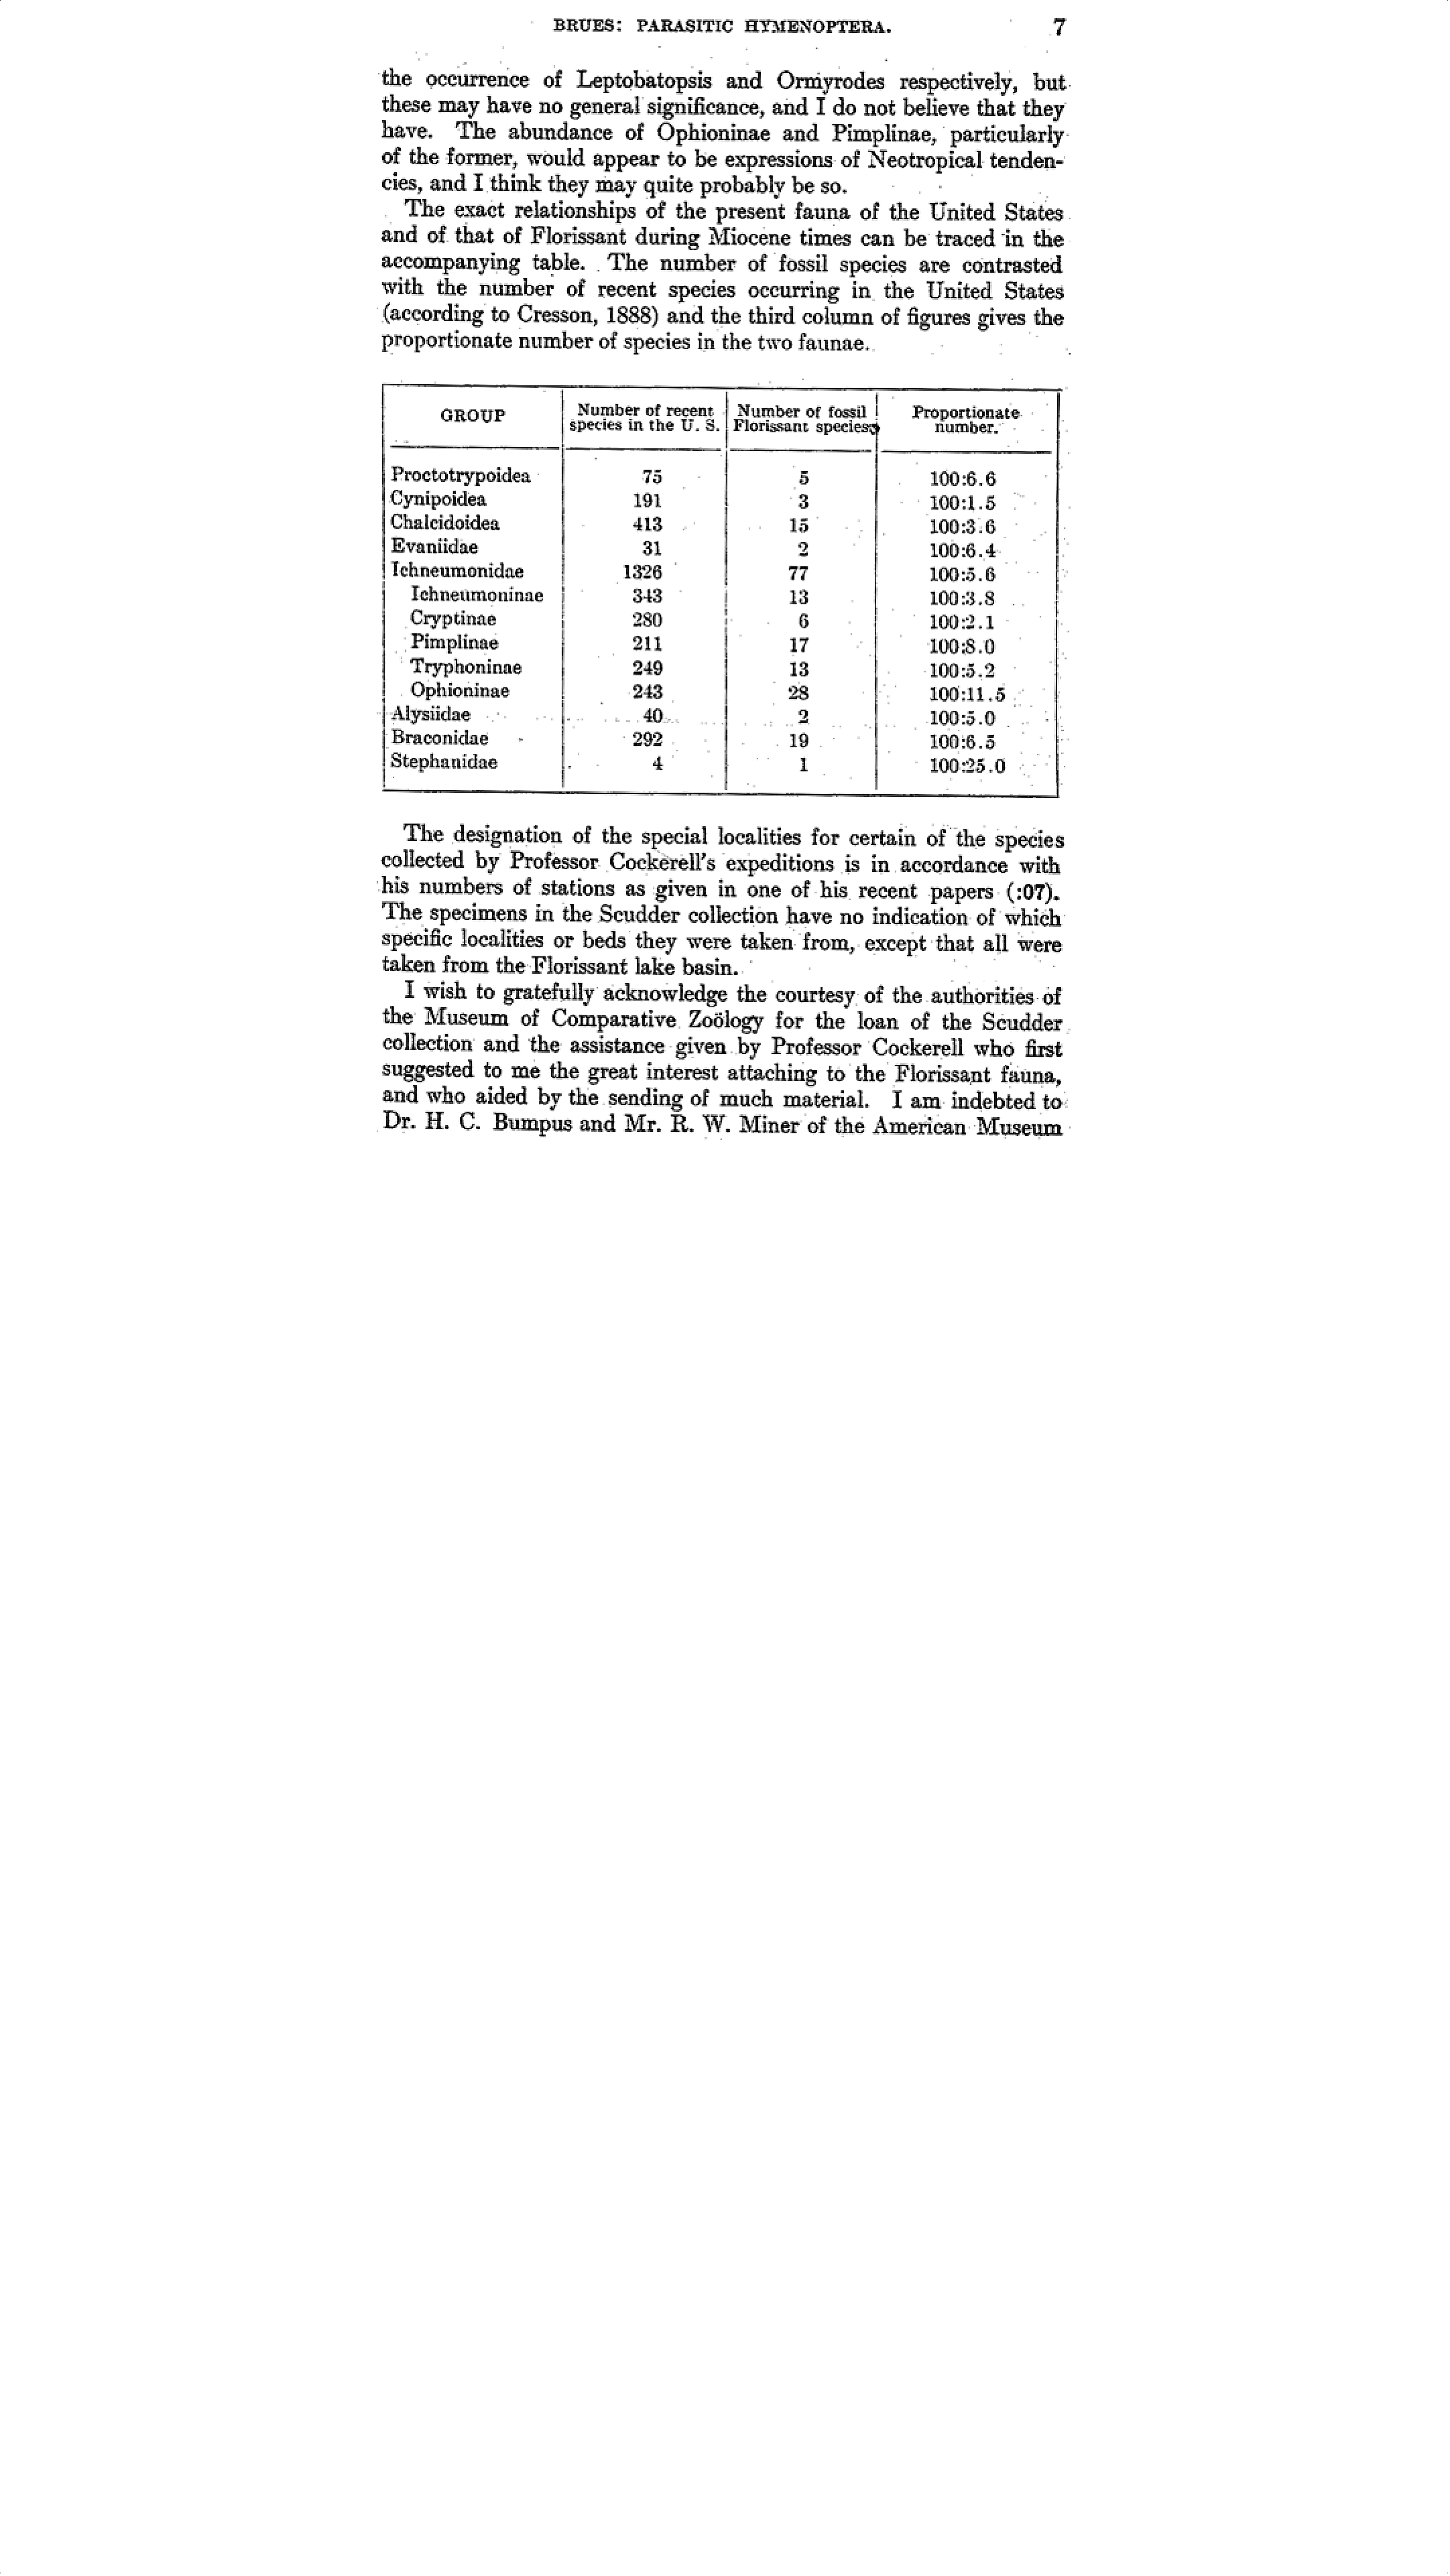 BRUES: PARASITIC HYMENOPTERA. 7
the occurrence of Leptobatopsis and Ormyrodes respectively, but
these may have no general significance, and I do not believe that they
have. The abundance of Ophioninae and Pimplinae, particularly
of the former, would appear to be expressions of Neotropical tenden-
cies, and I think they may quite probably be so.
The exact relationships of the present fauna of the United States
and of that of Florissant during Miocene times can be traced in the
accompanying table. The number of fossil species are contrasted
with the number of recent species occurring in the United States
(according to Cresson, 1888) and the third column of figures gives the
proportionate number of species in the two faunae.
GROUP Number of recent Number of fossil Proportionate
species in the U. S. Florissant species number.
Proctotrypoidea 75 5 100:6.6
Cynipoidea 191 3 100:1.5
Chalcidoidea 413 15 100:3.6
Evaniidae 31 2 100:6.4
Ichneumonidae 1326 77 100:5.6
Ichneumoninae 343 13 100:3.8
Cryptinae 280 6 100:2.1
Pimplinae 211 17 100:8.0
Tryphoninae 249 13 100:5.2
Ophioninae 243 28 100:11.5
Alysiidae 40 2 100:5.0
Braconidae 292 19 100:6.5
Stephanidae 4 1 100:25.0
The designation of the special localities for certain of the species
collected by Professor Cockerell's expeditions is in accordance with
his numbers of stations as given in one of his recent papers (:07).
The specimens in the Scudder collection have no indication of which
specific localities or beds they were taken from, except that all were
taken from the Florissant lake basin.
I wish to gratefully acknowledge the courtesy of the authorities of
the Museum of Comparative Zoölogy for the loan of the Scudder
collection and the assistance given by Professor Cockerell who first
suggested to me the great interest attaching to the Florissant fauna,
and who aided by the sending of much material. I am indebted to
Dr. H. C. Bumpus and Mr. R. W. Miner of the American Museum